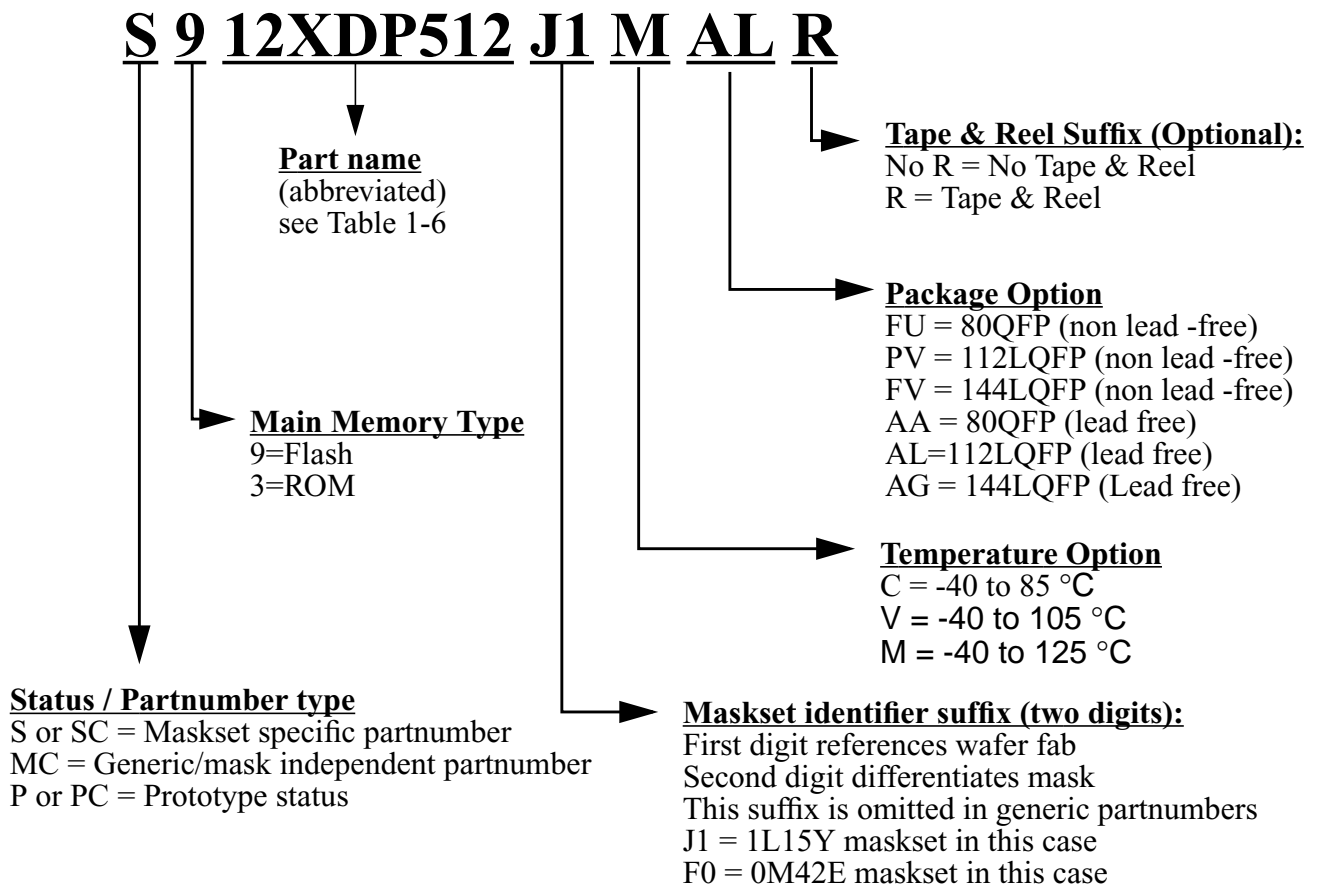 S 9 12XDP512 J1 M AL R
Tape & Reel Suffix (Optional):
No R = No Tape & Reel
R = Tape & Reel
Part name
(abbreviated)
see Table 1-6
Package Option
FU = 80QFP (non lead -free)
PV = 112LQFP (non lead -free)
FV = 144LQFP (non lead -free)
AA = 80QFP (lead free)
AL=112LQFP (lead free)
AG = 144LQFP (Lead free)
Main Memory Type
9=Flash
3=ROM
Temperature Option
C = -40 to 85 °C
V = -40 to 105 °C
M = -40 to 125 °C
Status / Partnumber type
S or SC = Maskset specific partnumber
MC = Generic/mask independent partnumber
P or PC = Prototype status
Maskset identifier suffix (two digits):
First digit references wafer fab
Second digit differentiates mask
This suffix is omitted in generic partnumbers
J1 = 1L15Y maskset in this case
F0 = 0M42E maskset in this case